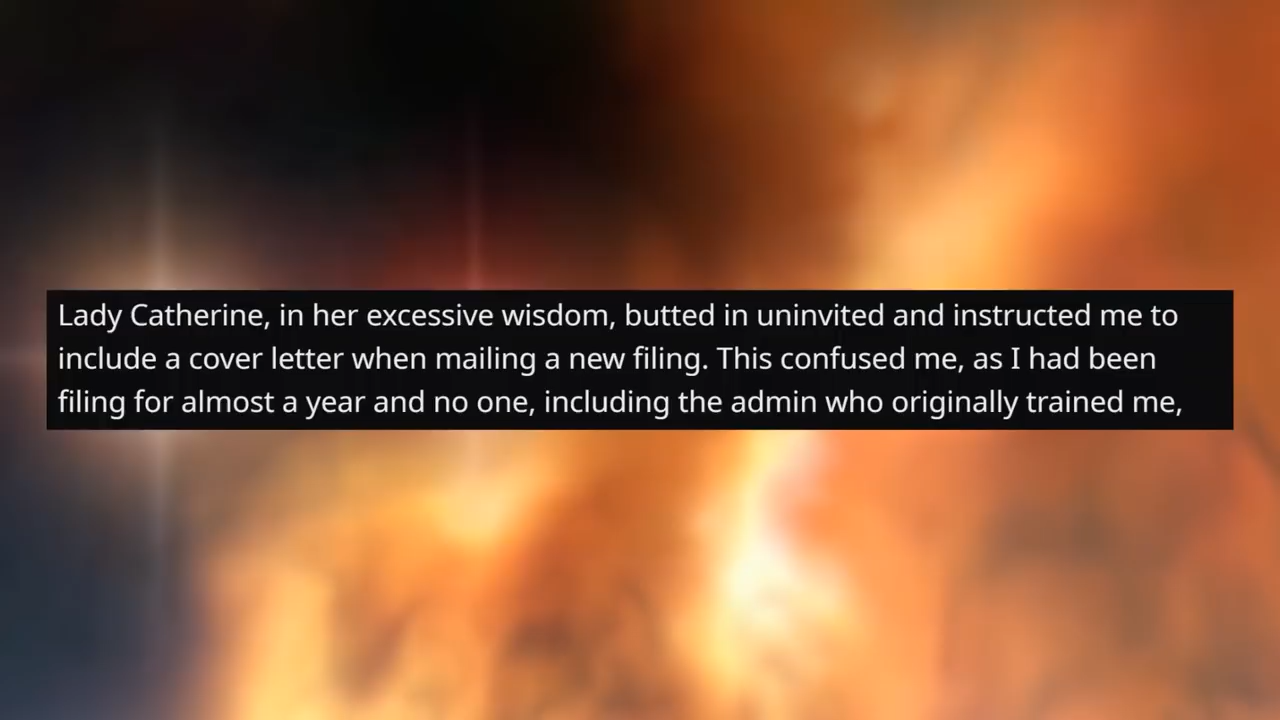 Lady Catherine, in her excessive wisdom, butted in uninvited and instructed me to
include a cover letter when mailing a new filing. This confused me, as I had been
filing for almost a year and no one, including the admin who originally trained me,